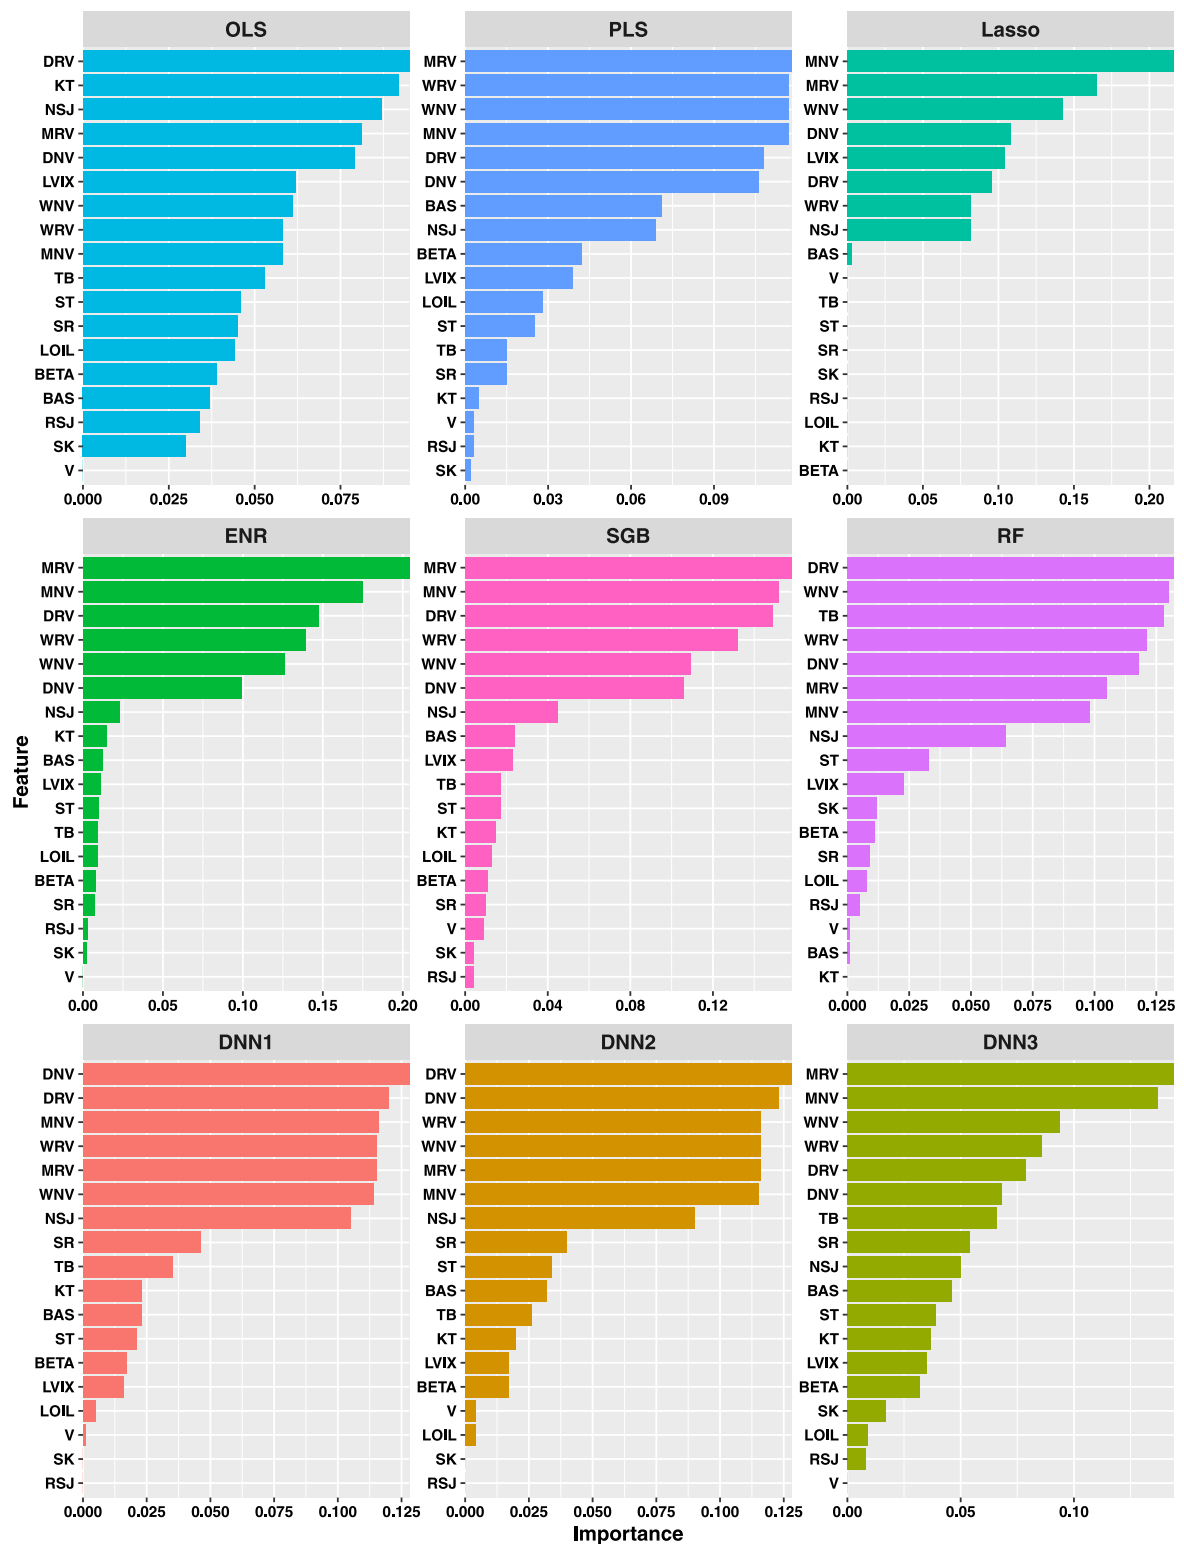 OLS
DRV
KT
NSJ
MRV
DNV
LVIX
WNV
WRV
MNV
TB
ST
SR
LOIL
BETA
BAS
RSJ
SK
V
0.000 0.025 0.050 0.075
PLS
MRV
WRV
WNV
MNV
DRV
DNV
BAS
NSJ
BETA
LVIX
LOIL
ST
TB
SR
KT
V
RSJ
SK
0.00 0.03 0.06 0.09
Lasso
MNV
MRV
WNV
DNV
LVIX
DRV
WRV
NSJ
BAS
V
TB
ST
SR
SK
RSJ
LOIL
KT
BETA
0.00 0.05 0.10 0.15 0.20
Feature
ENR
MRV
MNV
DRV
WRV
WNV
DNV
NSJ
KT
BAS
LVIX
ST
TB
LOIL
BETA
SR
RSJ
SK
V
0.00 0.05 0.10 0.15 0.20
SGB
MRV
MNV
DRV
WRV
WNV
DNV
NSJ
BAS
LVIX
TB
ST
KT
LOIL
BETA
SR
V
SK
RSJ
0.00 0.04 0.08 0.12
RF
DRV
WNV
TB
WRV
DNV
MRV
MNV
NSJ
ST
LVIX
SK
BETA
SR
LOIL
RSJ
V
BAS
KT
0.000 0.025 0.050 0.075 0.100 0.125
DNN1
DNV
DRV
MNV
WRV
MRV
WNV
NSJ
SR
TB
KT
BAS
ST
BETA
LVIX
LOIL
V
SK
RSJ
0.000 0.025 0.050 0.075 0.100 0.125
DNN2
DRV
DNV
WRV
WNV
MRV
MNV
NSJ
SR
ST
BAS
TB
KT
LVIX
BETA
V
LOIL
SK
RSJ
0.000 0.025 0.050 0.075 0.100 0.125
DNN3
MRV
MNV
WNV
WRV
DRV
DNV
TB
SR
NSJ
BAS
ST
KT
LVIX
BETA
SK
LOIL
RSJ
V
0.00 0.05 0.10
Importance